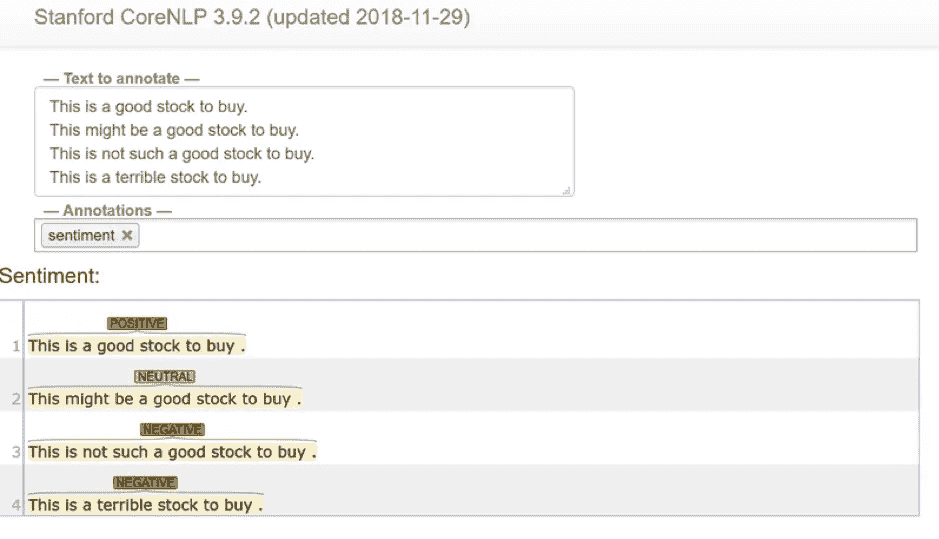 Stanford CoreNLP 3.9.2 (updated 2018-11-29)
— Text to annotate —
This is a good stock to buy.
This might be a good stock to buy.
This is not such a good stock to buy.
This is a terrible stock to buy.
— Annotations —
sentiment ×
Sentiment:
POSITIVE
1 This is a good stock to buy .
NEUTRAL
2 This might be a good stock to buy .
NEGATIVE
3 This is not such a good stock to buy .
NEGATIVE
4 This is a terrible stock to buy .